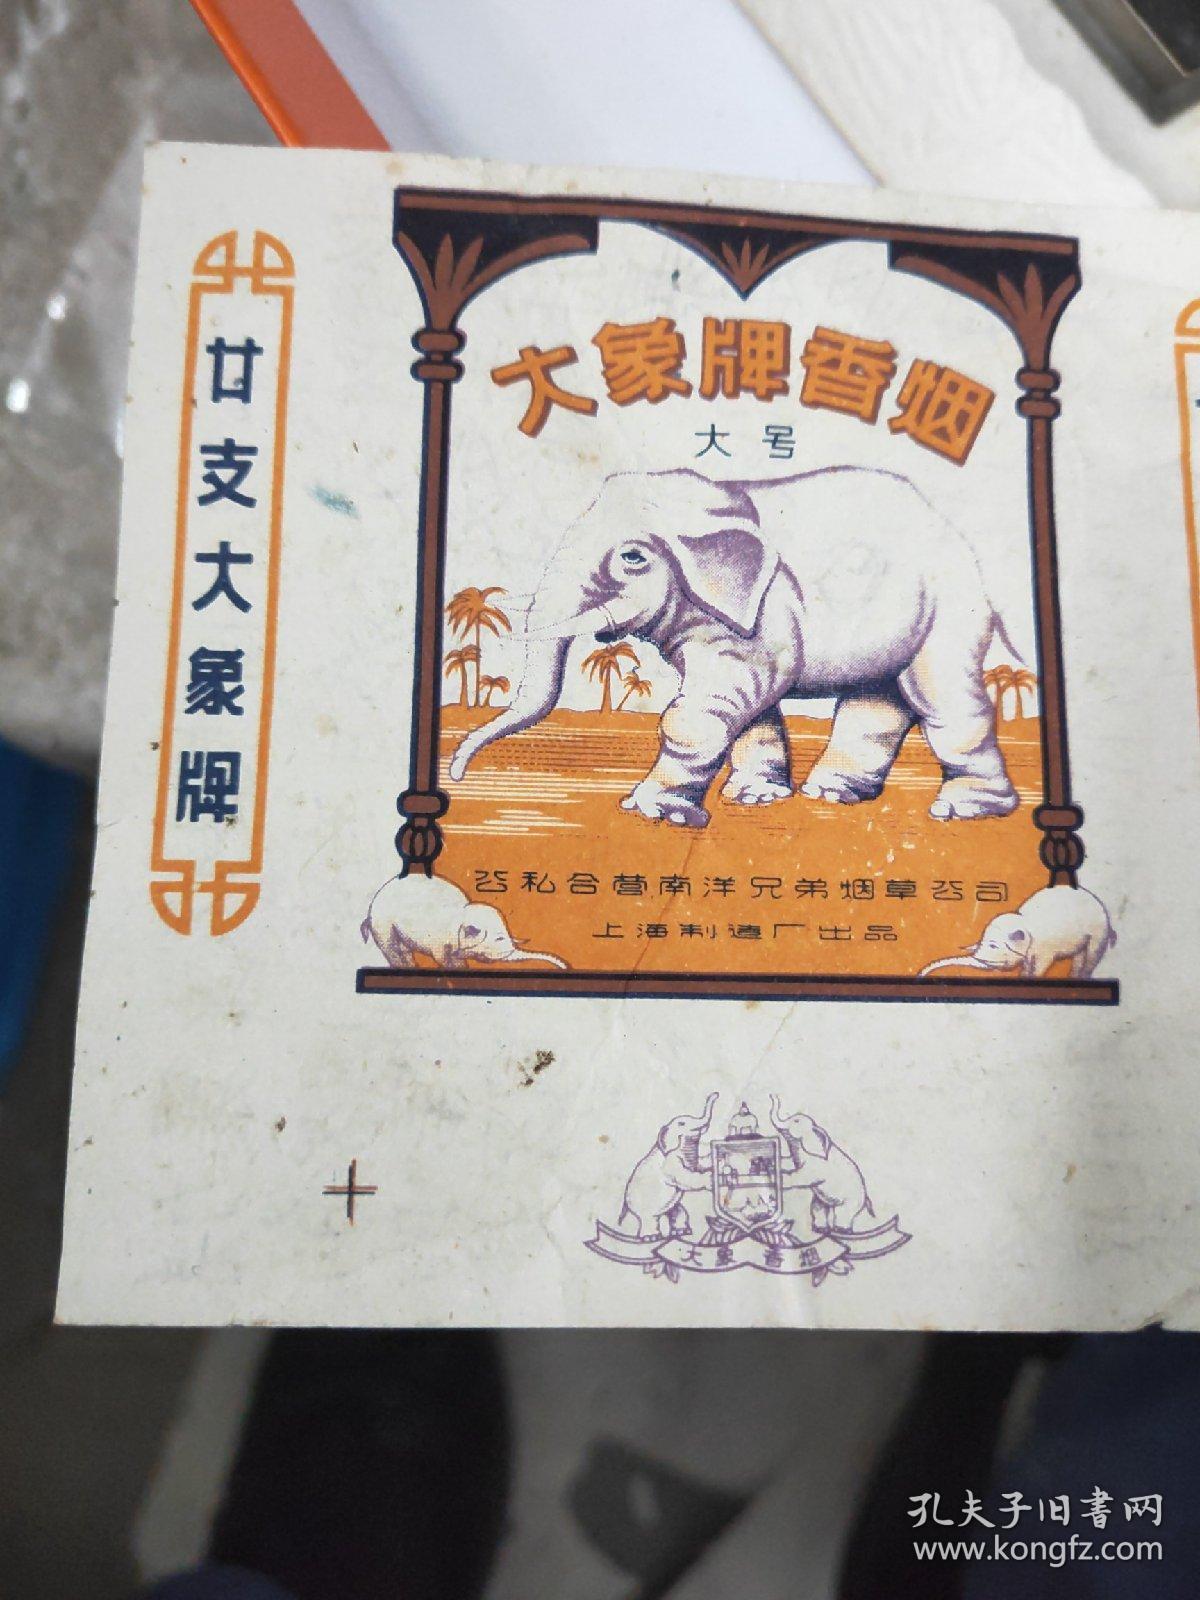 廿支大象牌
大象牌香烟
大号
公私合营南洋兄弟烟草公司
上海制造厂出品
大象香烟
孔夫子旧书网
www.kongfz.com